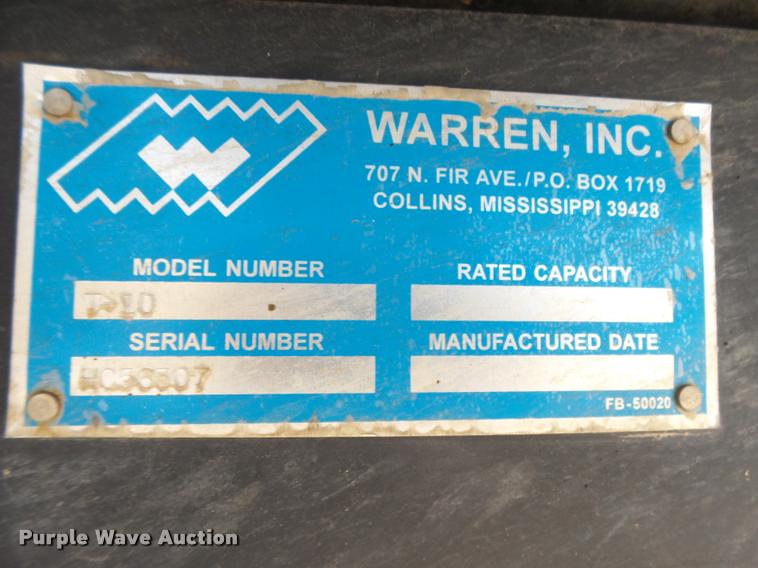 W
WARREN, INC.
707 N. FIR AVE./P.O. BOX 1719
COLLINS, MISSISSIPPI 39428
MODEL NUMBER
RATED CAPACITY
SERIAL NUMBER
MANUFACTURED DATE
FB-50020
Purple Wave Auction